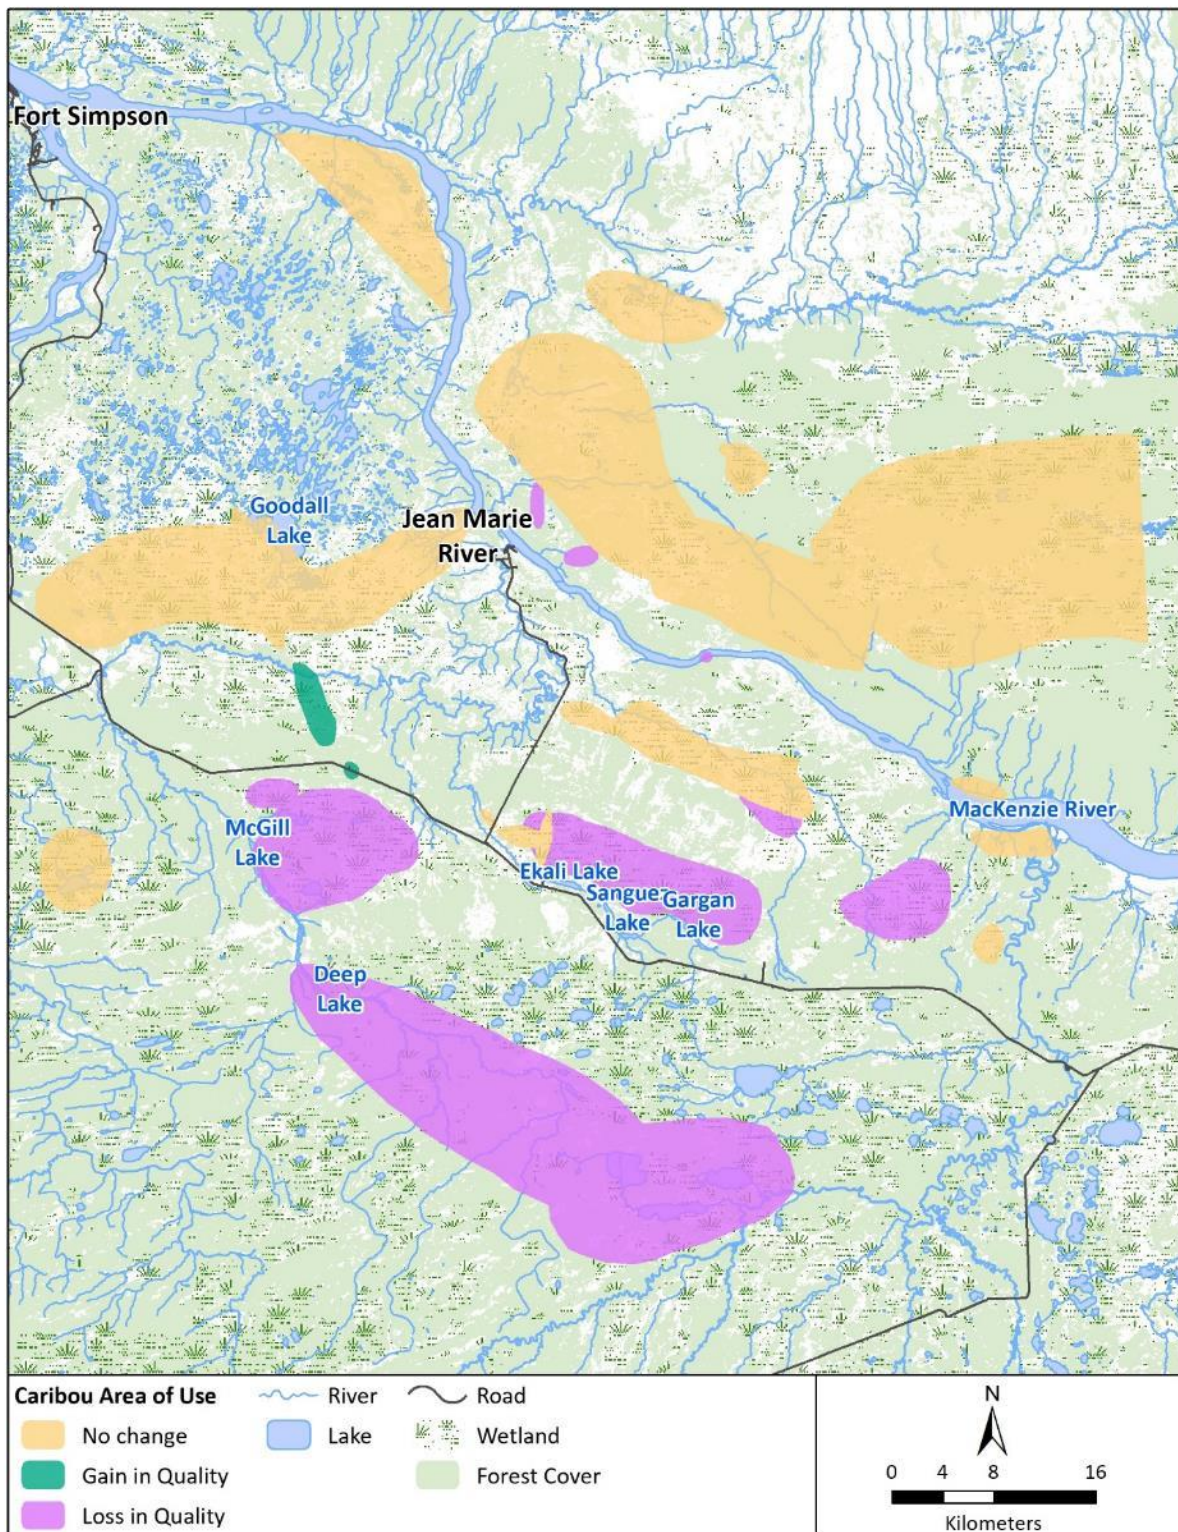 Fort Simpson
Goodall
Lake
Jean Marie
River
MacKenzie River
McGill
Lake
Ekali Lake
Sangue
Lake
Gargan
Lake
Deep
Lake
Caribou Area of Use
No change
Gain in Quality
Loss in Quality
River
Lake
Road
Wetland
Forest Cover
N
0 4 8 16
Kilometers